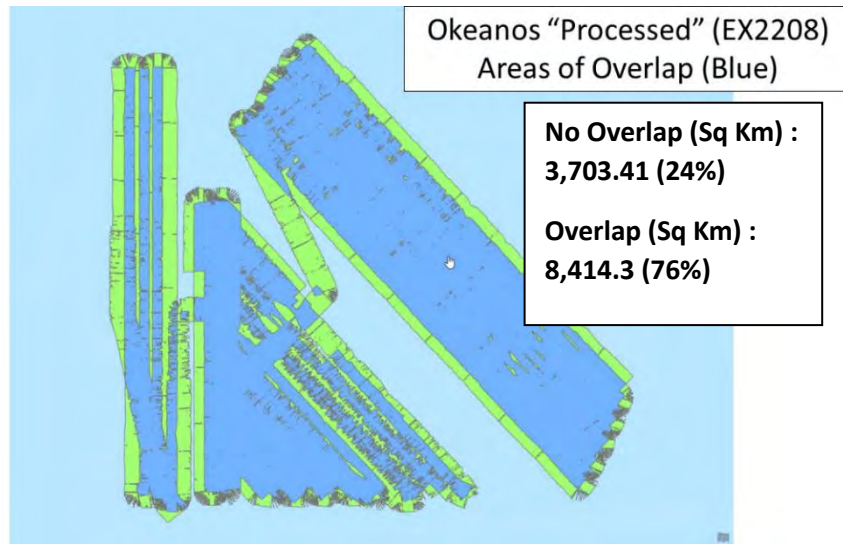 Okeanos “Processed” (EX2208)
Areas of Overlap (Blue)
No Overlap (Sq Km) :
3,703.41 (24%)
Overlap (Sq Km) :
8,414.3 (76%)